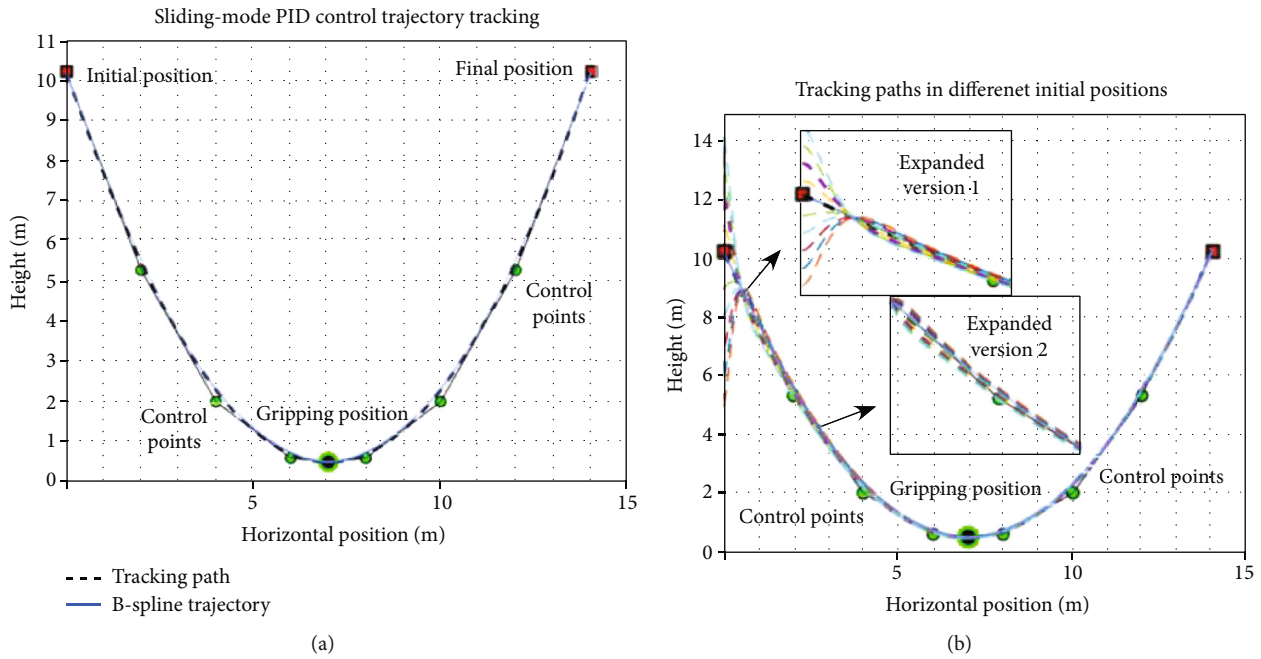 Sliding-mode PID control trajectory tracking
11
10
9
8
7
6
5
4
3
2
1
0
Height (m)
Initial position
Final position
Control
points
Control
points
Gripping position
5
10
15
Horizontal position (m)
Tracking path
B-spline trajectory
(a)
Tracking paths in differenet initial positions
14
12
10
8
6
4
2
0
Height (m)
Expanded
version 1
Expanded
version 2
Gripping position
Control points
Control points
5
10
15
Horizontal position (m)
(b)